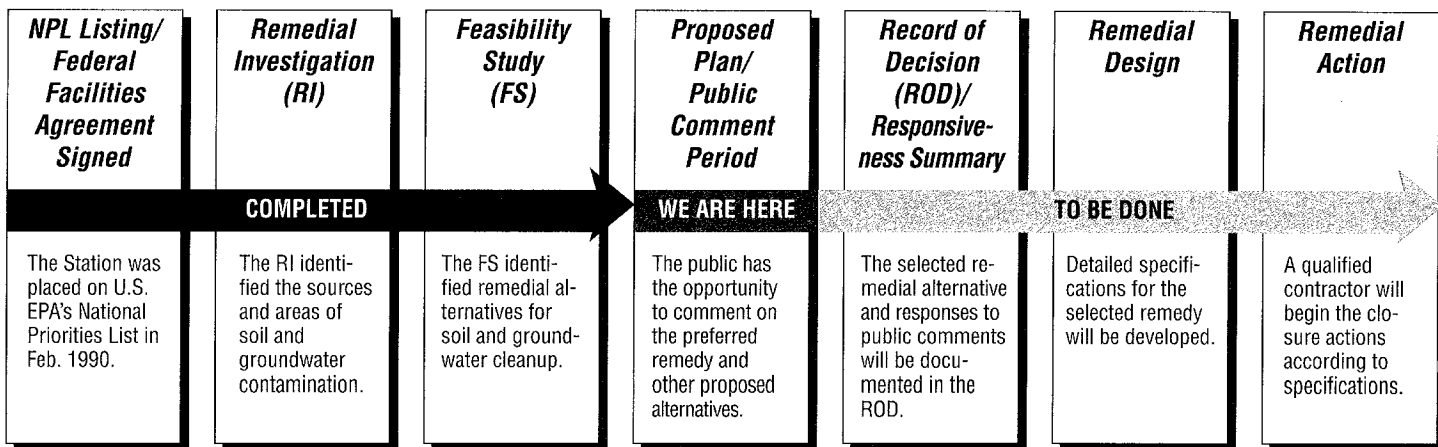 NPL Listing/
Federal
Facilities
Agreement
Signed
Remedial
Investigation
(RI)
Feasibility
Study
(FS)
Proposed
Plan/
Public
Comment
Period
Record of
Decision
(ROD)/
Responsive-
ness Summary
Remedial
Design
Remedial
Action
COMPLETED
WE ARE HERE
TO BE DONE
The Station was
placed on U.S.
EPA's National
Priorities List in
Feb. 1990.
The RI identi-
fied the sources
and areas of
soil and
groundwater
contamination.
The FS identi-
fied remedial al-
ternatives for
soil and ground-
water cleanup.
The public has
the opportunity
to comment on
the preferred
remedy and
other proposed
alternatives.
The selected re-
medial alternative
and responses to
public comments
will be docu-
mented in the
ROD.
Detailed specifi-
cations for the
selected remedy
will be developed.
A qualified
contractor will
begin the clo-
sure actions
according to
specifications.